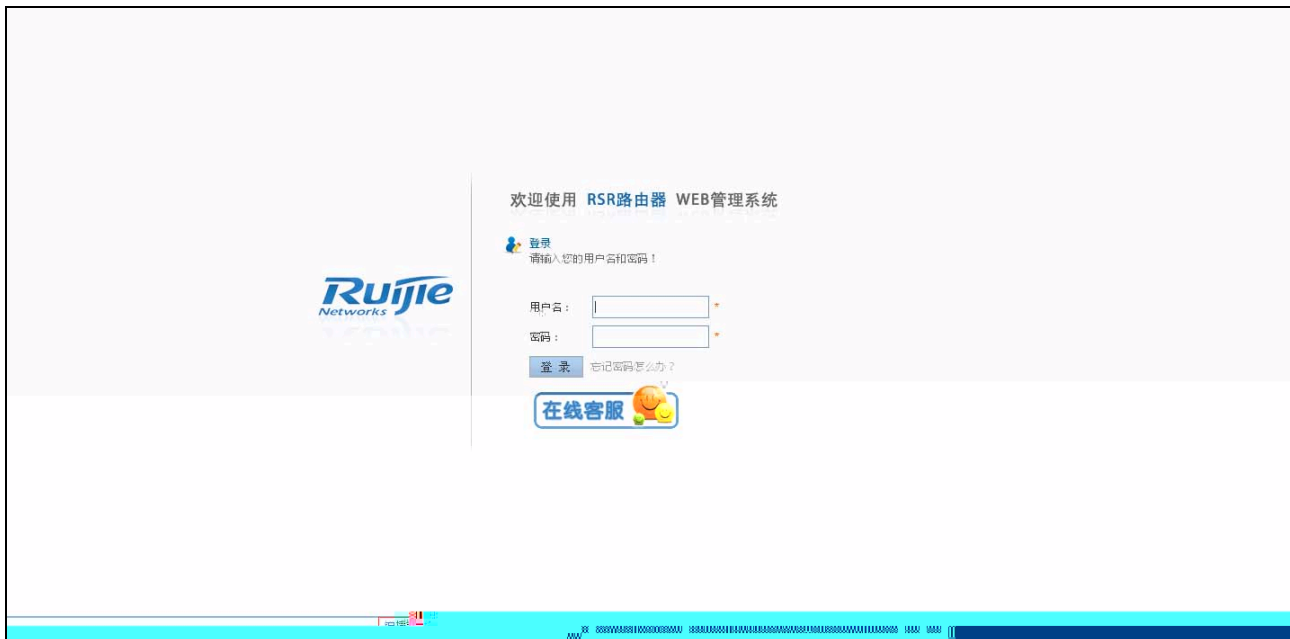 欢迎使用 RSR路由器 WEB管理系统
登录
请输入您的用户名和密码！
Ruijie
Networks
用户名： *
密码： *
登 录 忘记密码怎么办？
在线客服